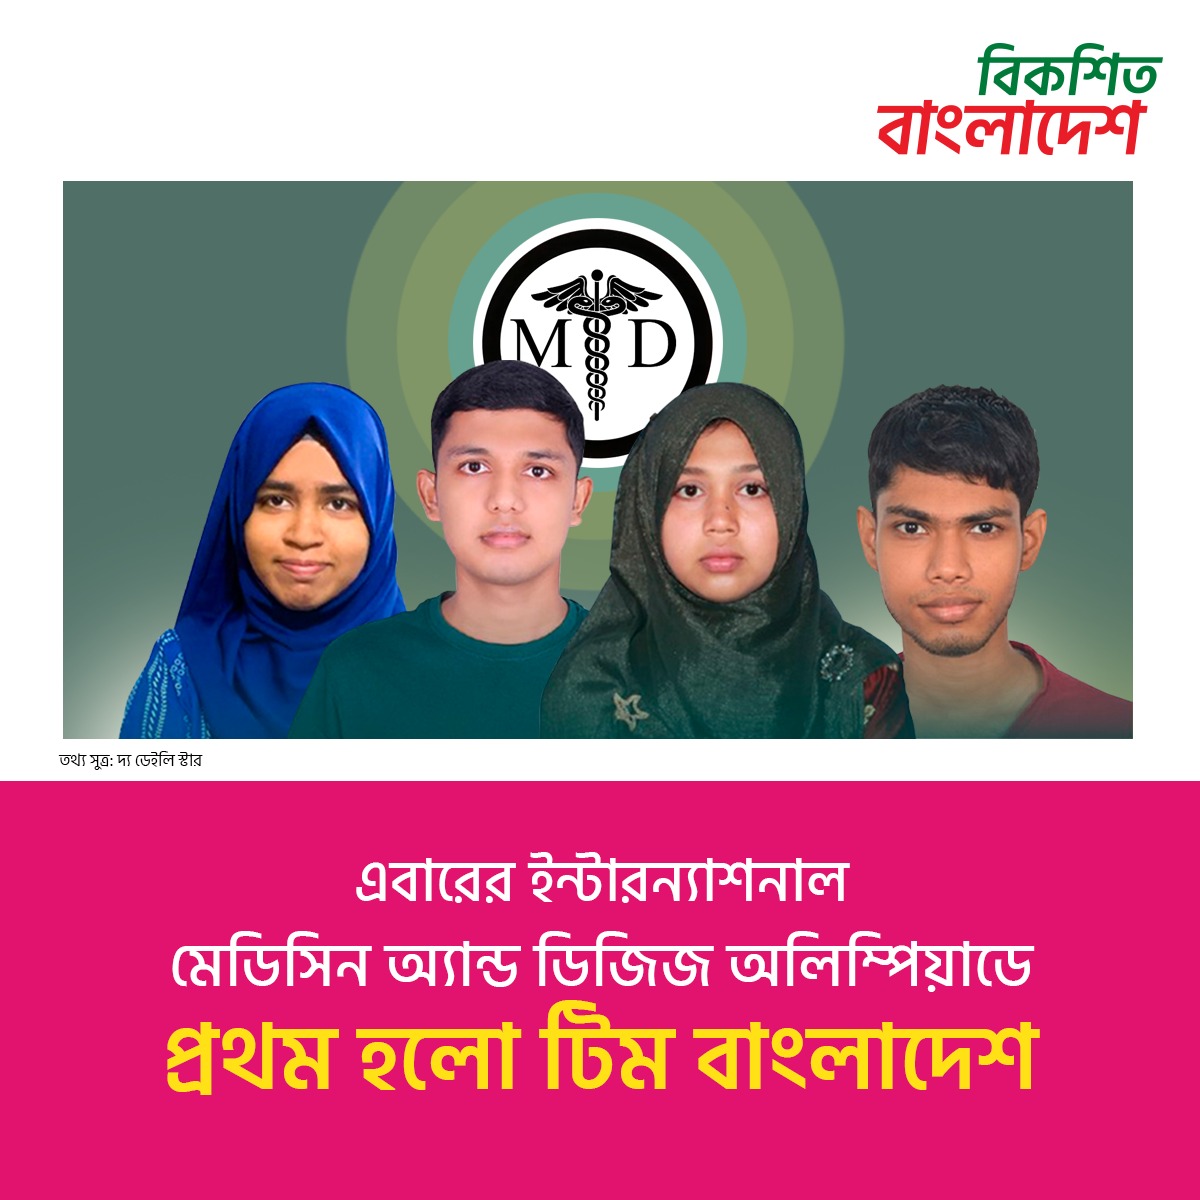 বিকশিত
বাংলাদেশ
M D
তথ্য সুত্র: দ্য ডেইলি স্টার
এবারের ইন্টারন্যাশনাল
মেডিসিন অ্যান্ড ডিজিজ অলিম্পিয়াডে
প্রথম হলো টিম বাংলাদেশ